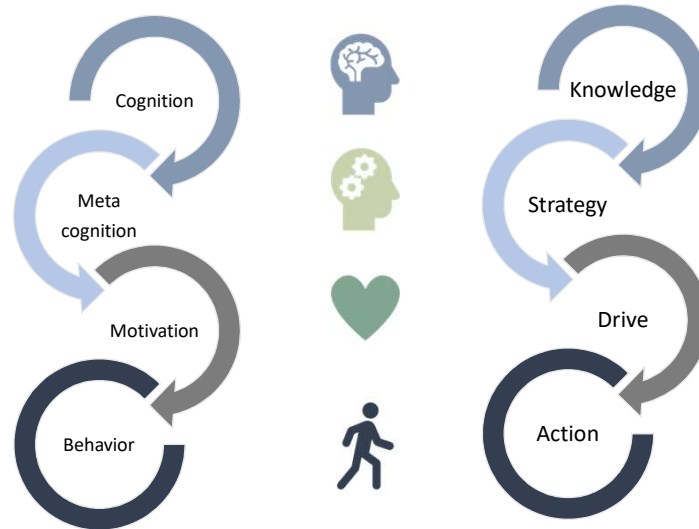 Cognition
Meta
cognition
Motivation
Behavior
Knowledge
Strategy
Drive
Action